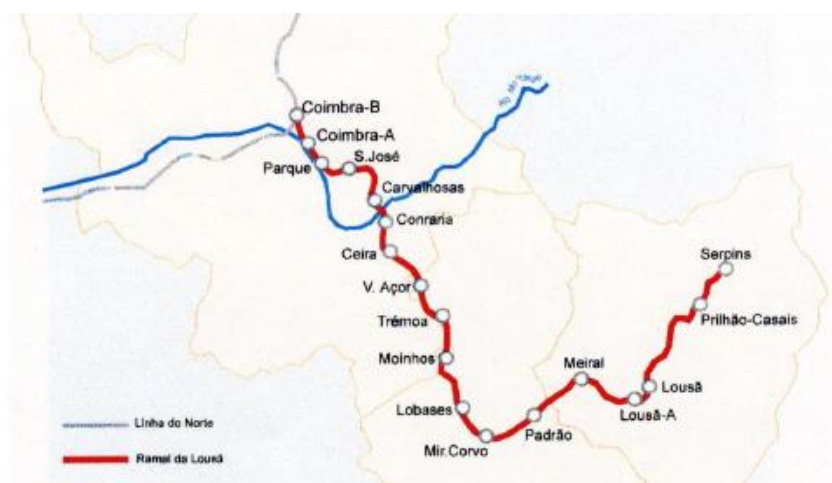 Coimbra-B
Coimbra-A
S.José
Parque
Carvalhosas
Conraria
Ceira
V. Açor
Trémoa
Moinhos
Lobases
Mir.Corvo
Padrão
Meiral
Lousã-A
Lousã
Prilhão-Casais
Serpins
Linha do Norte
Ramal da Lousã